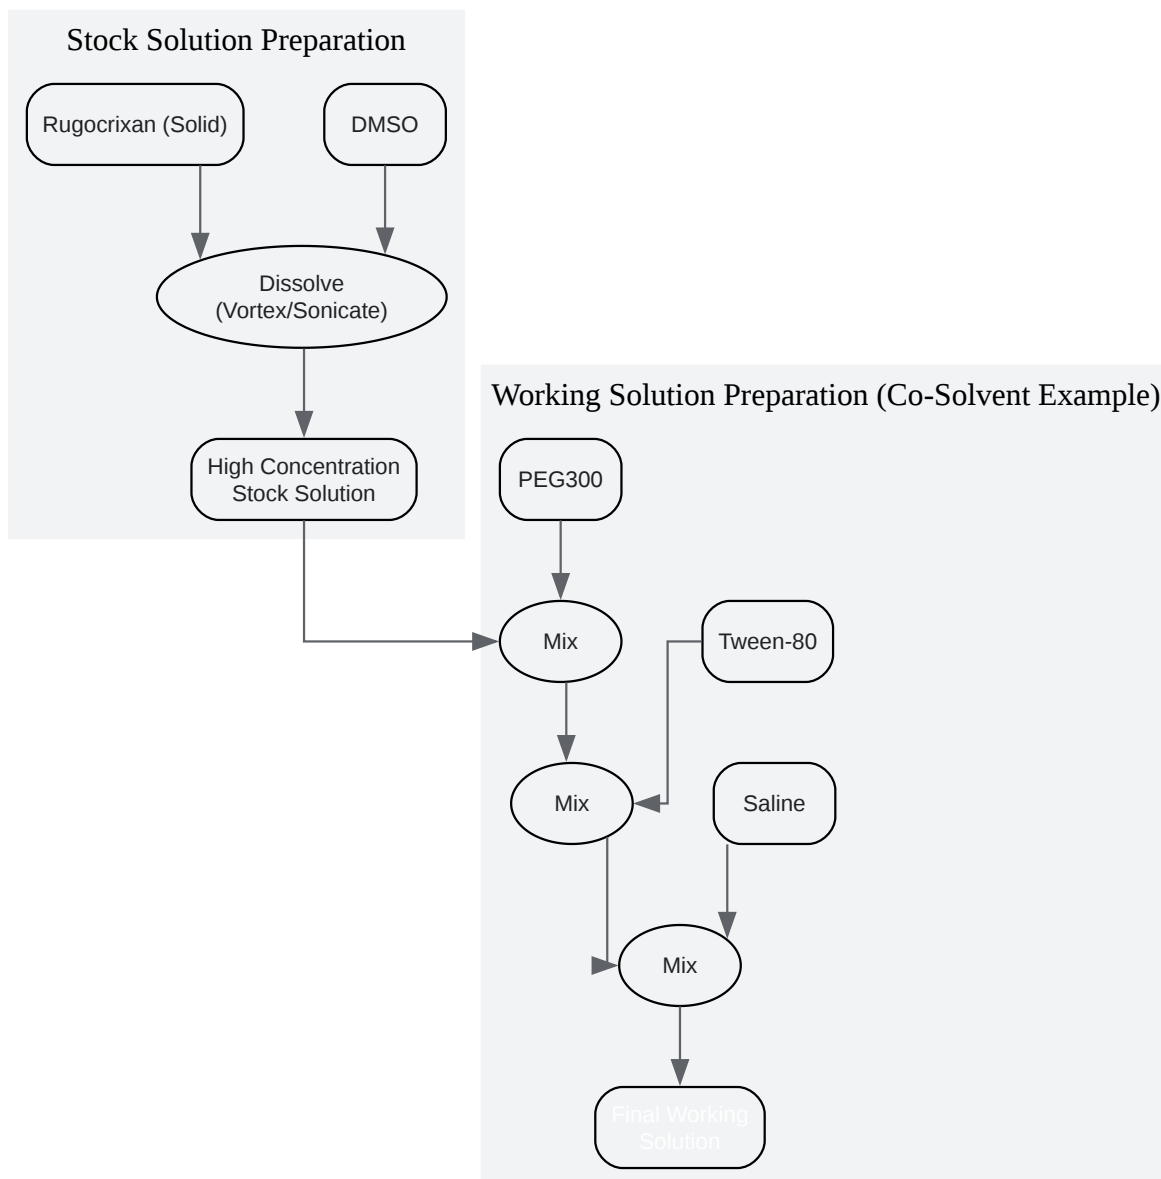 Stock Solution Preparation
Rugocrixan (Solid)
DMSO
Dissolve
(Vortex/Sonicate)
High Concentration
Stock Solution
Working Solution Preparation (Co-Solvent Example)
PEG300
Mix
Tween-80
Mix
Saline
Mix
Final Working
Solution